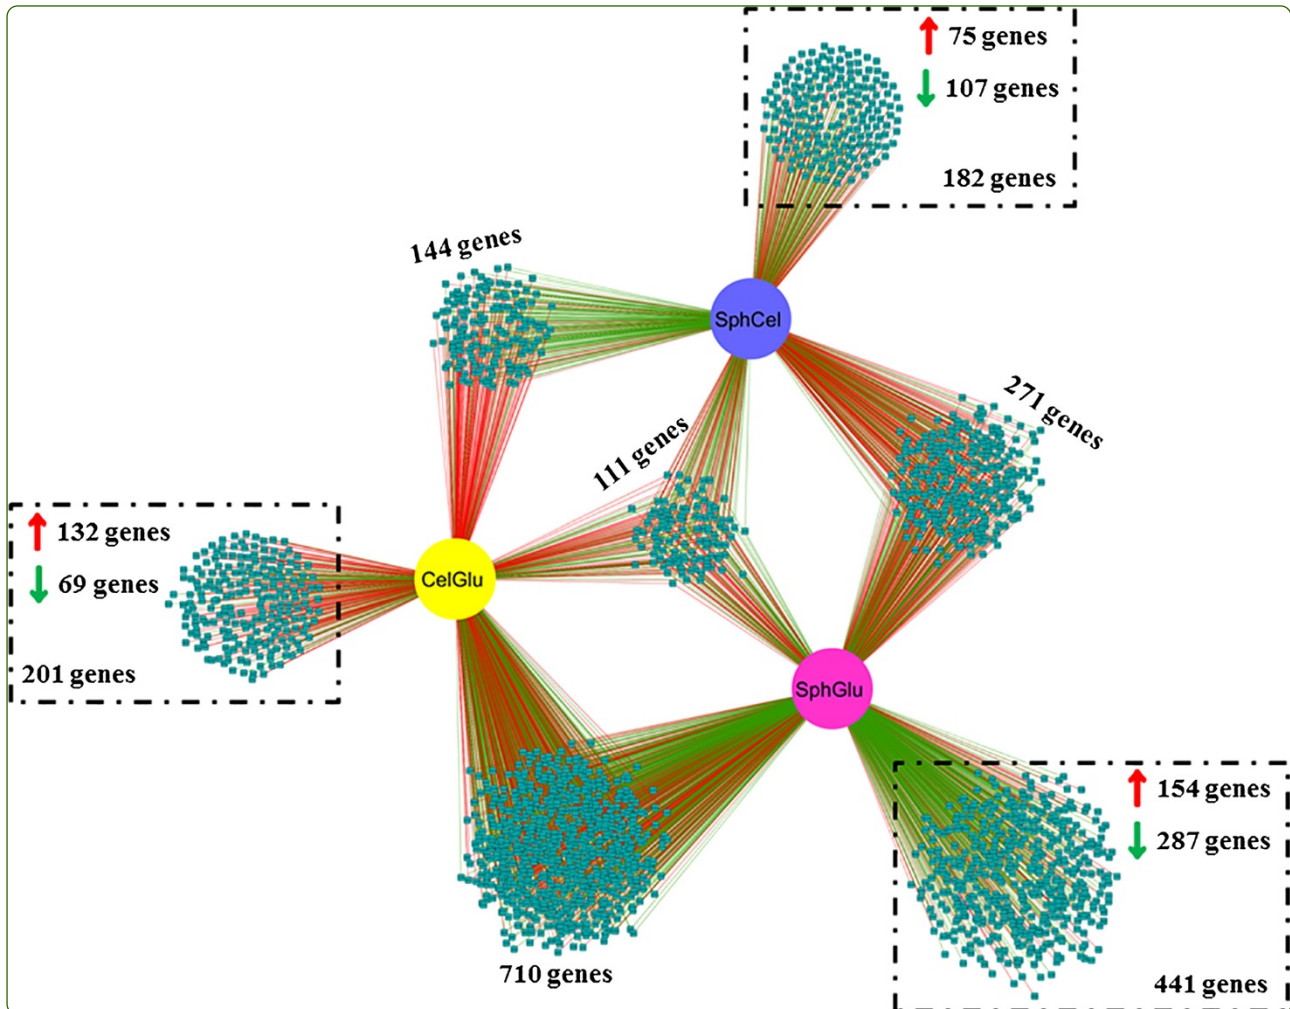 75 genes
107 genes
182 genes
144 genes
SphCel
271 genes
111 genes
132 genes
69 genes
201 genes
CelGlu
SphGlu
154 genes
287 genes
441 genes
710 genes